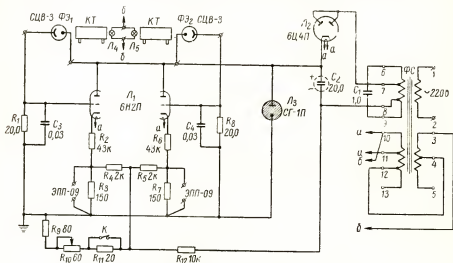 СЦВ-3 ФЭ₁ КТ б КТ ФЭ₂ СЦВ-3
Л₄ Л₅
б
Л₂
6Ц4П
а
а
C₂
20,0
C₁
1,0
ФС
6 1
7
8
~220в
9 2
и 10 3
и 11 4
б 12
13 5
б
R₁
20,0
C₃
0,03
Л₁
6Н2П
а а
R₂
43к
R₆
43к
C₄
0,03
R₈
20,0
Л₃
СГ-1П
R₄ 2к R₅ 2к
ЭПП-09 R₃
150
R₇
150
ЭПП-09
R₉ 60
R₁₀ 60
К
R₁₁ 20
R₁₂ 10к